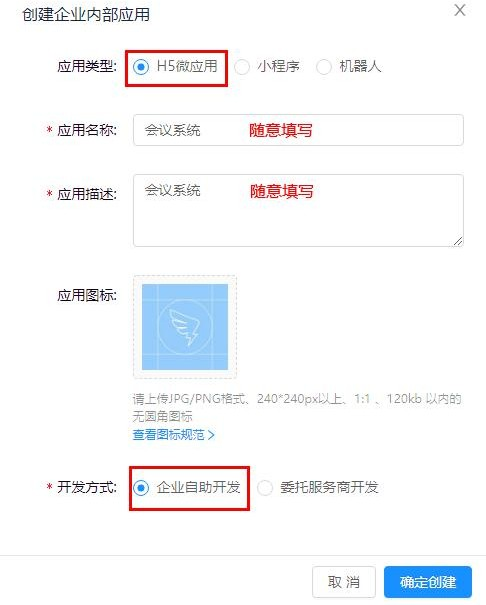 创建企业内部应用 X
应用类型: H5微应用 小程序 机器人
* 应用名称: 会议系统 随意填写
* 应用描述: 会议系统 随意填写
应用图标:
请上传JPG/PNG格式、240*240px以上、1:1 、120kb 以内的
无圆角图标
查看图标规范 >
* 开发方式: 企业自助开发 委托服务商开发
取 消 确定创建